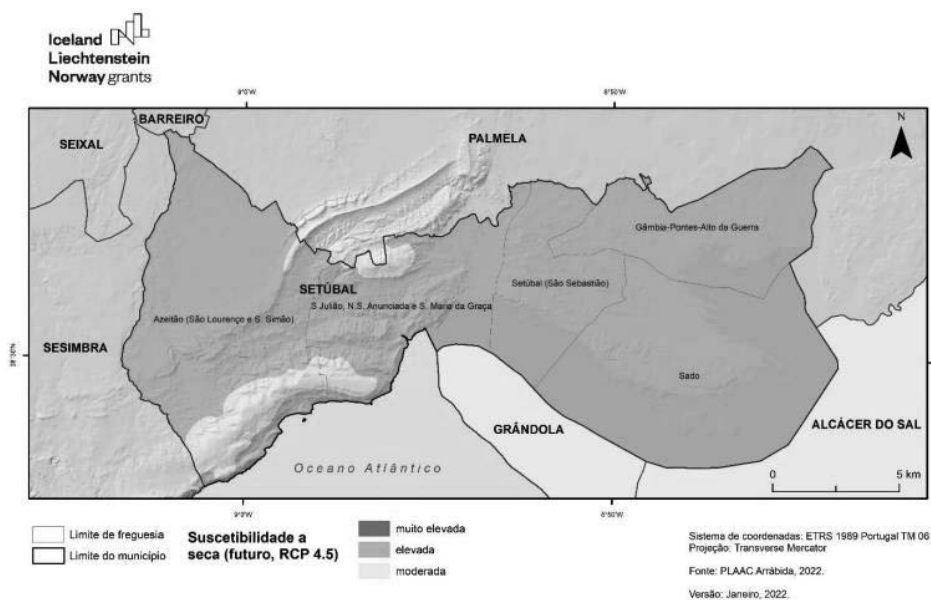 Iceland
Liechtenstein
Norway grants
9°0'W
8°50'W
BARREIRO
SEIXAL
PALMELA
N
Gâmbia-Pontes-Alto da Guerra
SETÚBAL
Setúbal (São Sebastião)
S.Julião, N.S. Anunciada e S. Maria da Graça
Azeitão (São Lourenço e S. Simão)
SESIMBRA
38°30'N
Sado
GRÂNDOLA
ALCÁCER DO SAL
Oceano Atlântico
0 5 km
9°0'W
8°50'W
Limite de freguesia
Limite do município
Suscetibilidade a
seca (futuro, RCP 4.5)
muito elevada
elevada
moderada
Sistema de coordenadas: ETRS 1989 Portugal TM 06
Projeção: Transverse Mercator
Fonte: PLAAC Arrábida, 2022.
Versão: Janeiro, 2022.